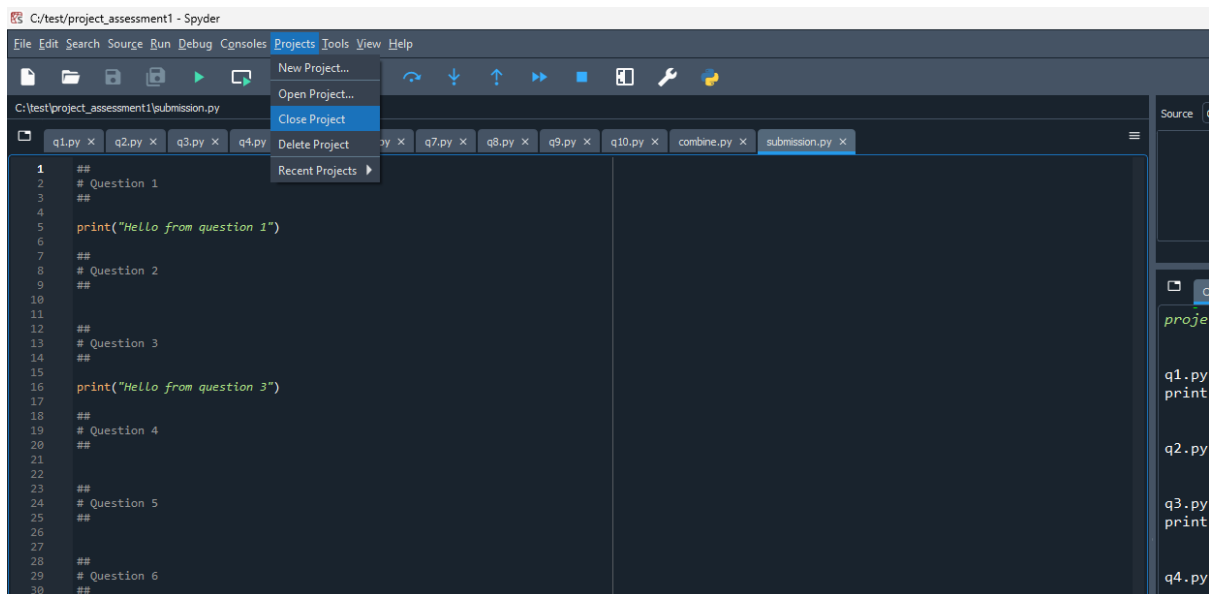 C:/test/project_assessment1 - Spyder
File Edit Search Source Run Debug Consoles Projects Tools View Help
New Project...
Open Project...
Close Project
Delete Project
Recent Projects
C:\test\project_assessment1\submission.py
Source
q1.py q2.py q3.py q4.py py q7.py q8.py q9.py q10.py combine.py submission.py
1 ##
2 # Question 1
3 ##
4
5 print("Hello from question 1")
6
7 ##
8 # Question 2
9 ##
10
11
12 ##
13 # Question 3
14 ##
15
16 print("Hello from question 3")
17
18 ##
19 # Question 4
20 ##
21
22
23 ##
24 # Question 5
25 ##
26
27
28 ##
29 # Question 6
30 ##
proje
q1.py
print
q2.py
q3.py
print
q4.py